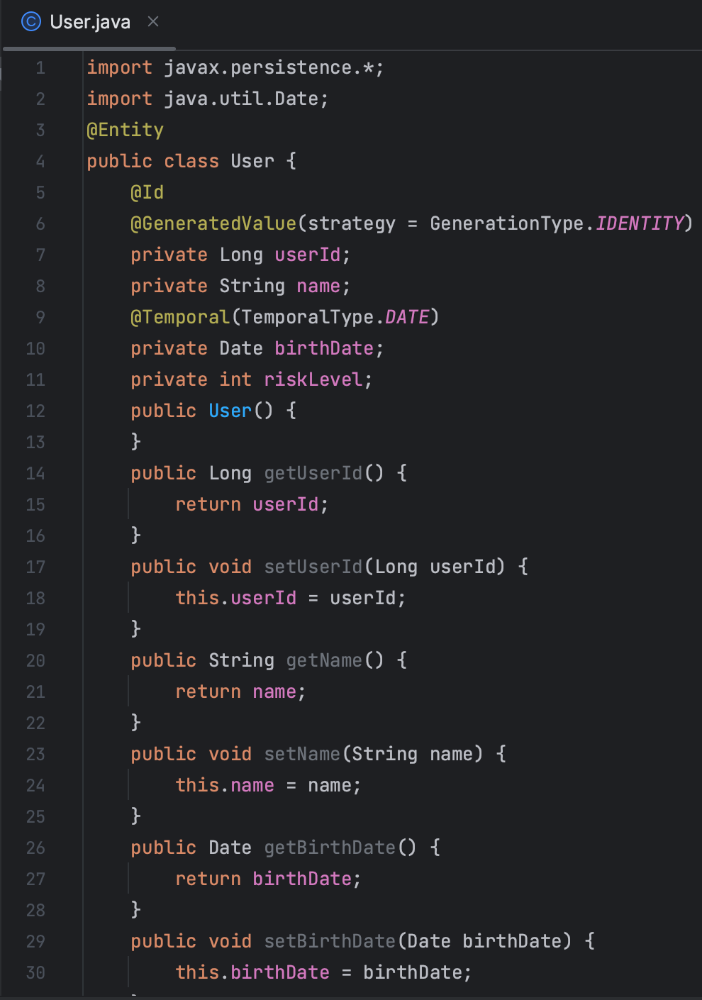 User.java
1 import javax.persistence.*;
2 import java.util.Date;
3 @Entity
4 public class User {
5     @Id
6     @GeneratedValue(strategy = GenerationType.IDENTITY)
7     private Long userId;
8     private String name;
9     @Temporal(TemporalType.DATE)
10     private Date birthDate;
11     private int riskLevel;
12     public User() {
13     }
14     public Long getUserId() {
15         return userId;
16     }
17     public void setUserId(Long userId) {
18         this.userId = userId;
19     }
20     public String getName() {
21         return name;
22     }
23     public void setName(String name) {
24         this.name = name;
25     }
26     public Date getBirthDate() {
27         return birthDate;
28     }
29     public void setBirthDate(Date birthDate) {
30         this.birthDate = birthDate;